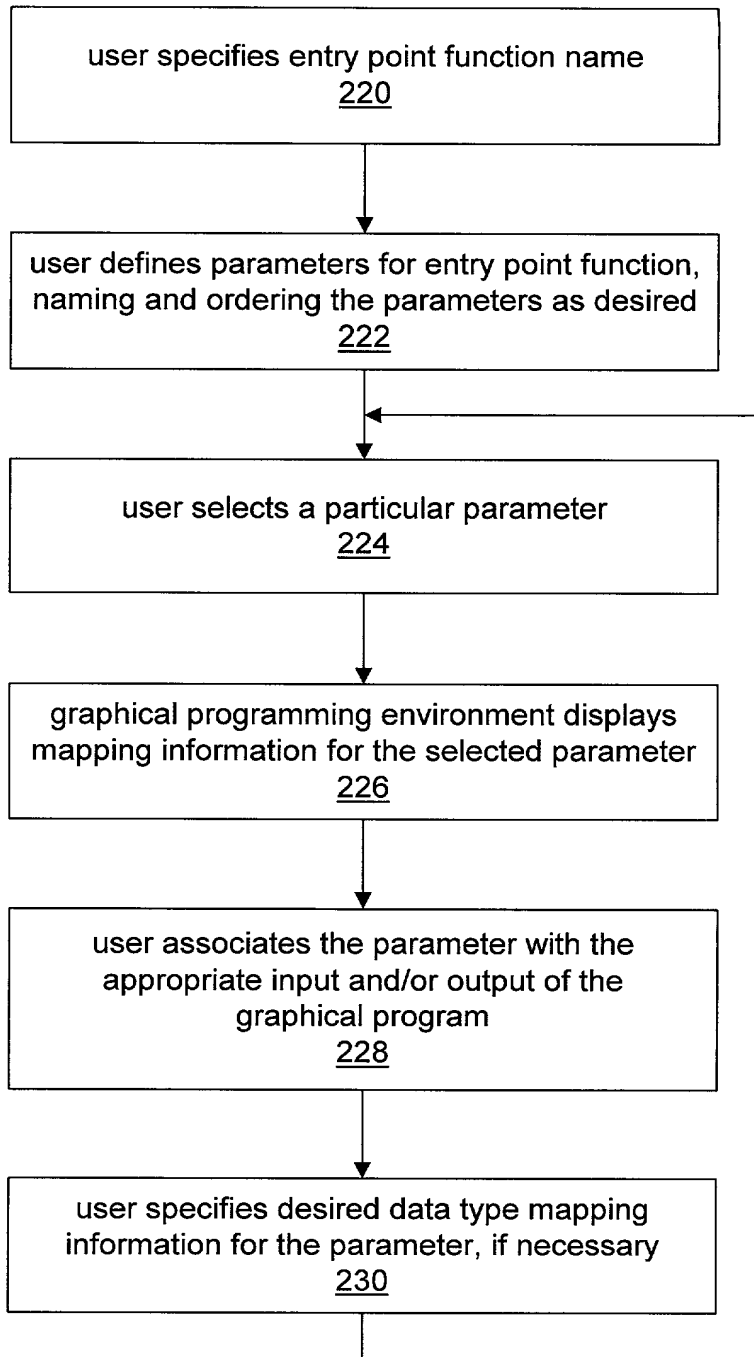 user specifies entry point function name
220
user defines parameters for entry point function,
naming and ordering the parameters as desired
222
user selects a particular parameter
224
graphical programming environment displays
mapping information for the selected parameter
226
user associates the parameter with the
appropriate input and/or output of the
graphical program
228
user specifies desired data type mapping
information for the parameter, if necessary
230